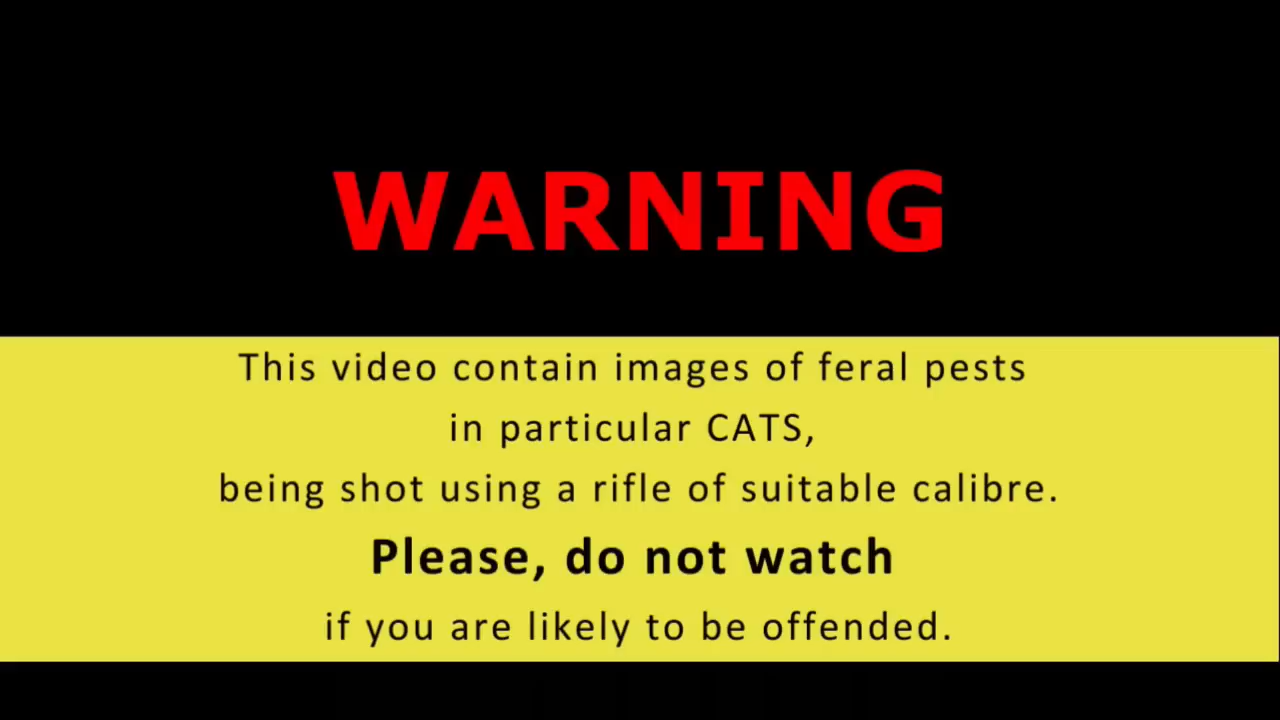 WARNING
This video contain images of feral pests
in particular CATS,
being shot using a rifle of suitable calibre.
Please, do not watch
if you are likely to be offended.